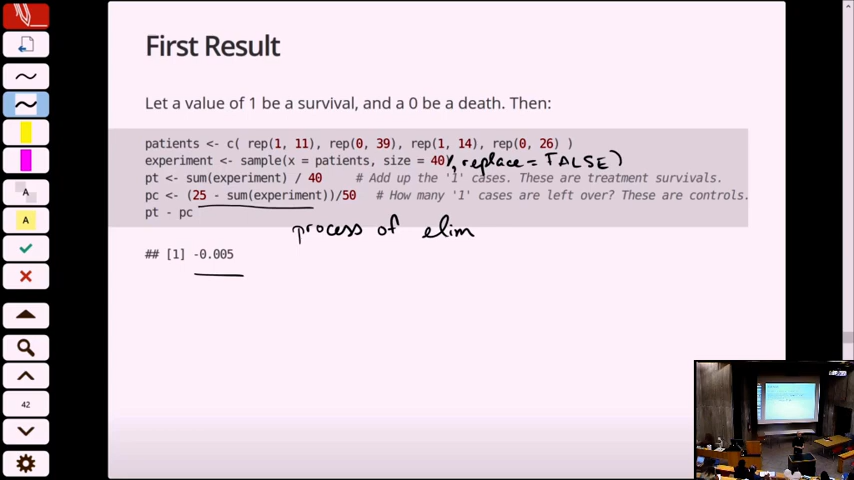 First Result
Let a value of 1 be a survival, and a 0 be a death. Then:
patients <- c( rep(1, 11), rep(0, 39), rep(1, 14), rep(0, 26) )
experiment <- sample(x = patients, size = 40, replace = FALSE)
pt <- sum(experiment) / 40 # Add up the '1' cases. These are treatment survivals.
pc <- (25 - sum(experiment))/50 # How many '1' cases are left over? These are controls.
pt - pc
process of elim
## [1] -0.005
A
A
42